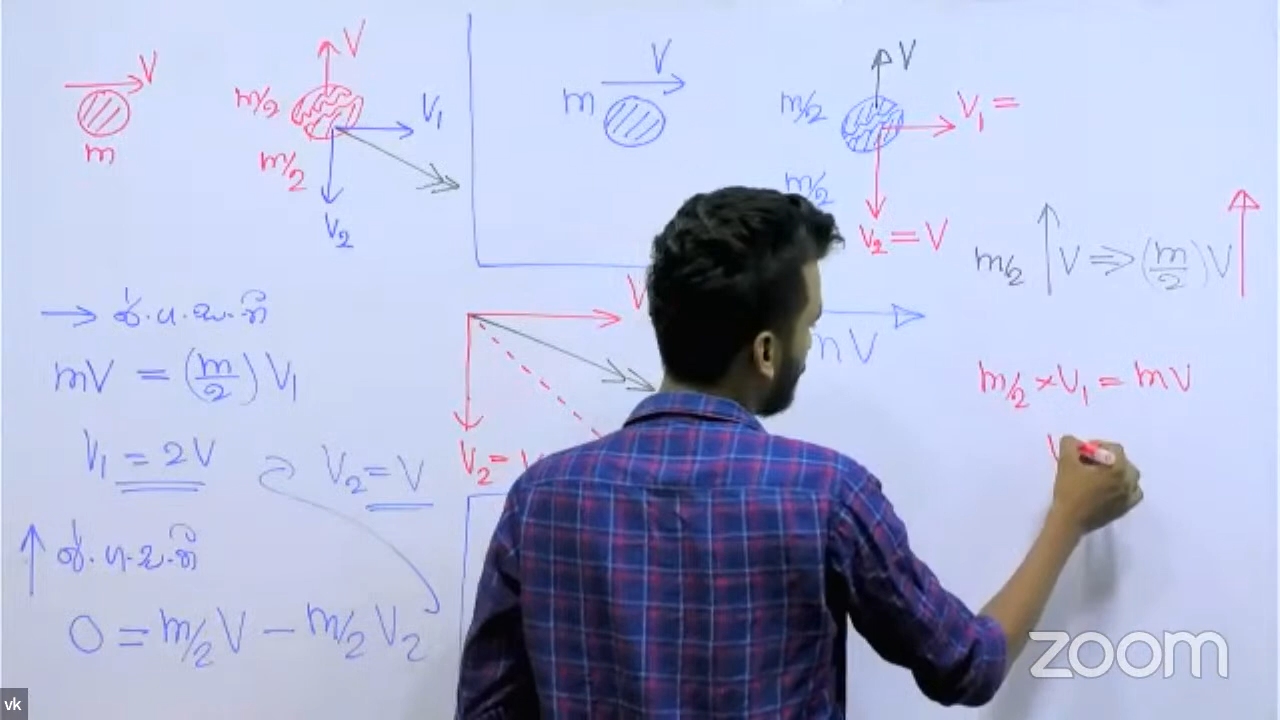 V
m
V
m/2
V₁
m/2
V₂
→
mV = (m/2) V₁
V₁ = 2V
V₂ = V
↑
0 = m/2 V – m/2 V₂
V
m
V
m/2
V₁ =
m/2
V₂ = V
m/2 ↑ V ⇒ (m/2) V ↑
V
V₂ =
V
m/2 × V₁ = mV
V
zoom
vk